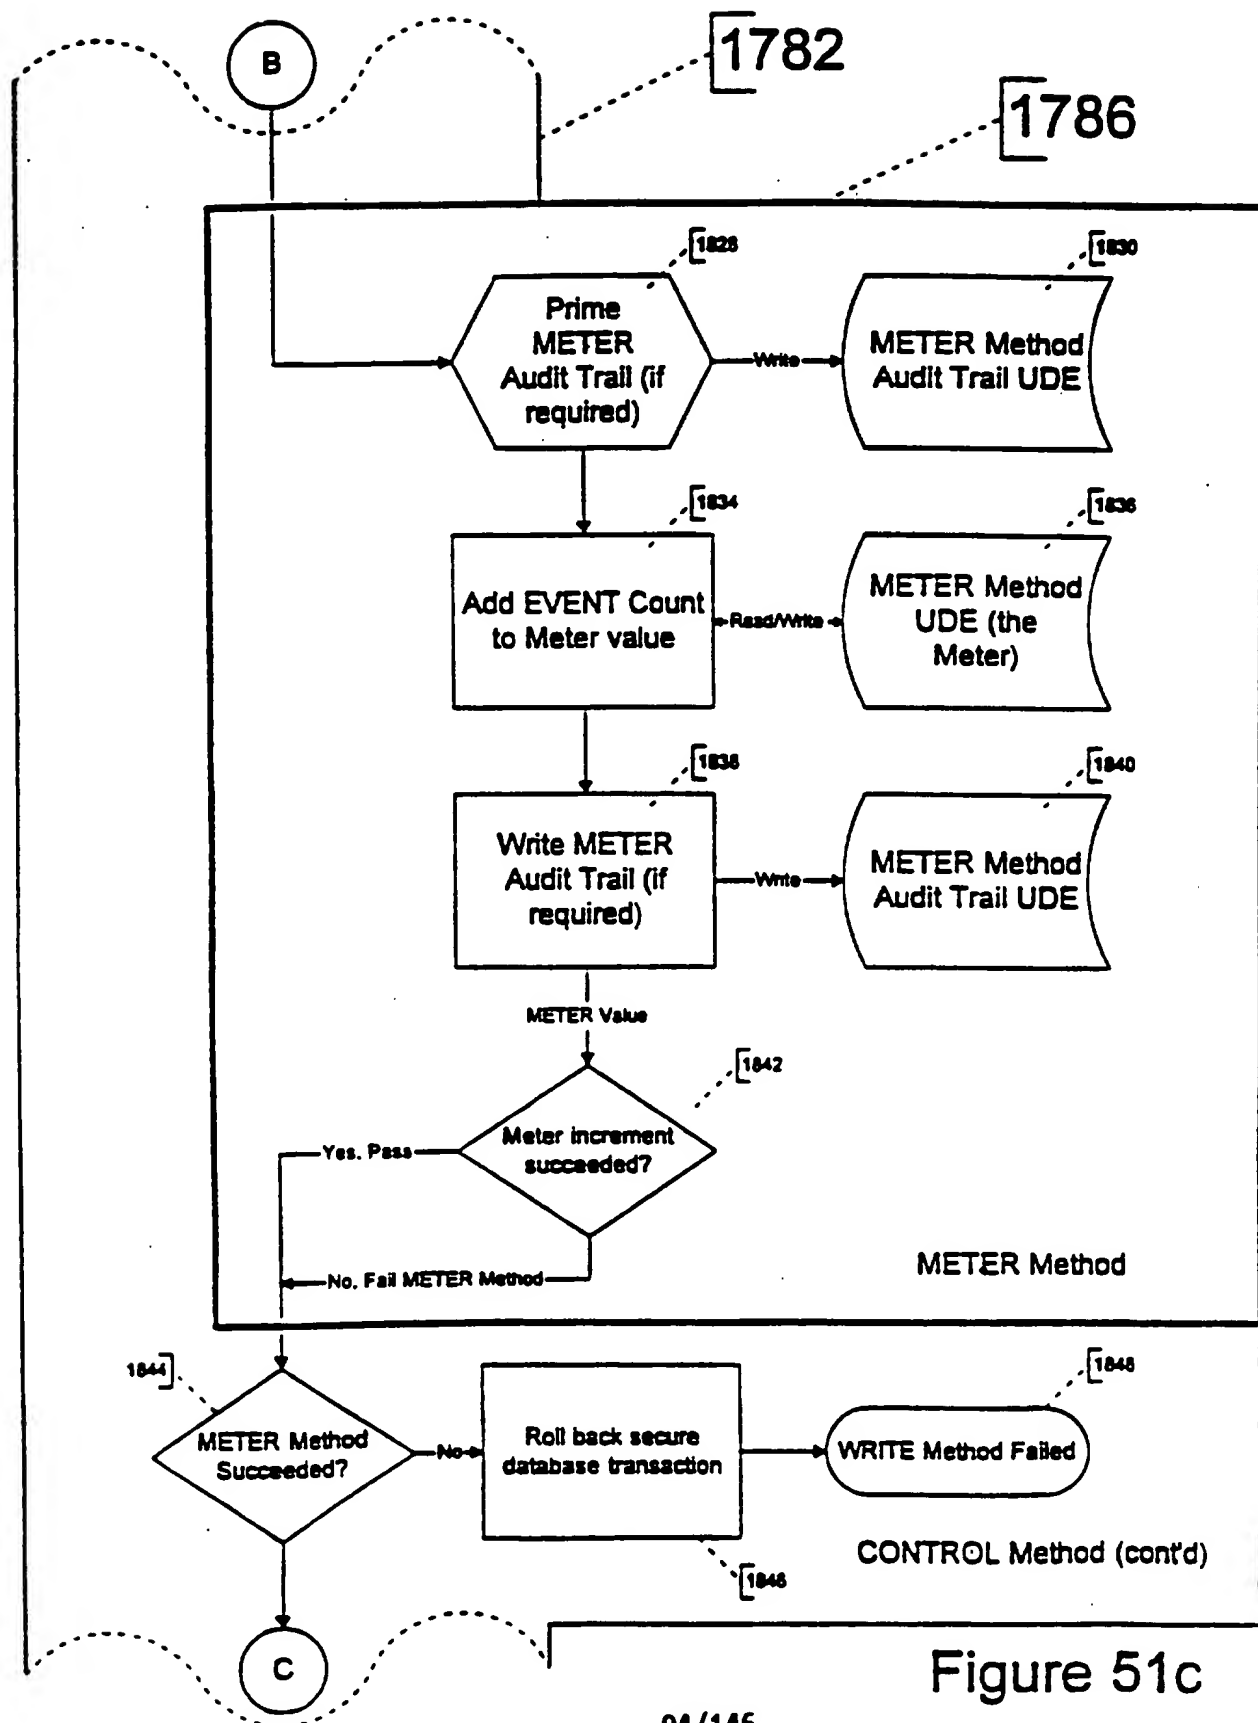 B
1782
1786
1828
1830
Prime
METER
Audit Trail (if
required)
Write
METER Method
Audit Trail UDE
1834
1836
Add EVENT Count
to Meter value
Read/Write
METER Method
UDE (the
Meter)
1838
1840
Write METER
Audit Trail (if
required)
Write
METER Method
Audit Trail UDE
METER Value
1842
Meter increment
succeeded?
Yes. Pass
No. Fail METER Method
METER Method
1844
METER Method
Succeeded?
No
Roll back secure
database transaction
1848
WRITE Method Failed
1846
CONTROL Method (cont'd)
C
Figure 51c